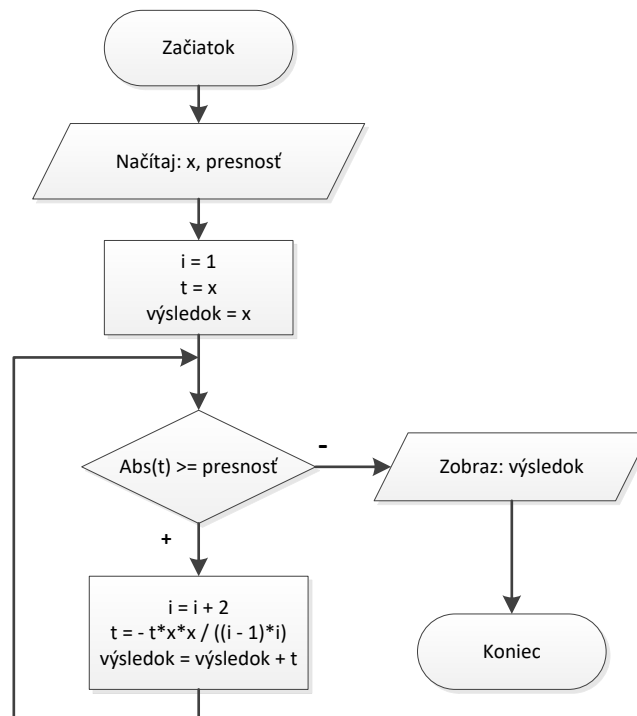 Začiatok
Načítaj: x, presnosť
i = 1
t = x
výsledok = x
Abs(t) >= presnosť
-
Zobraz: výsledok
+
i = i + 2
t = - t*x*x / ((i - 1)*i)
výsledok = výsledok + t
Koniec